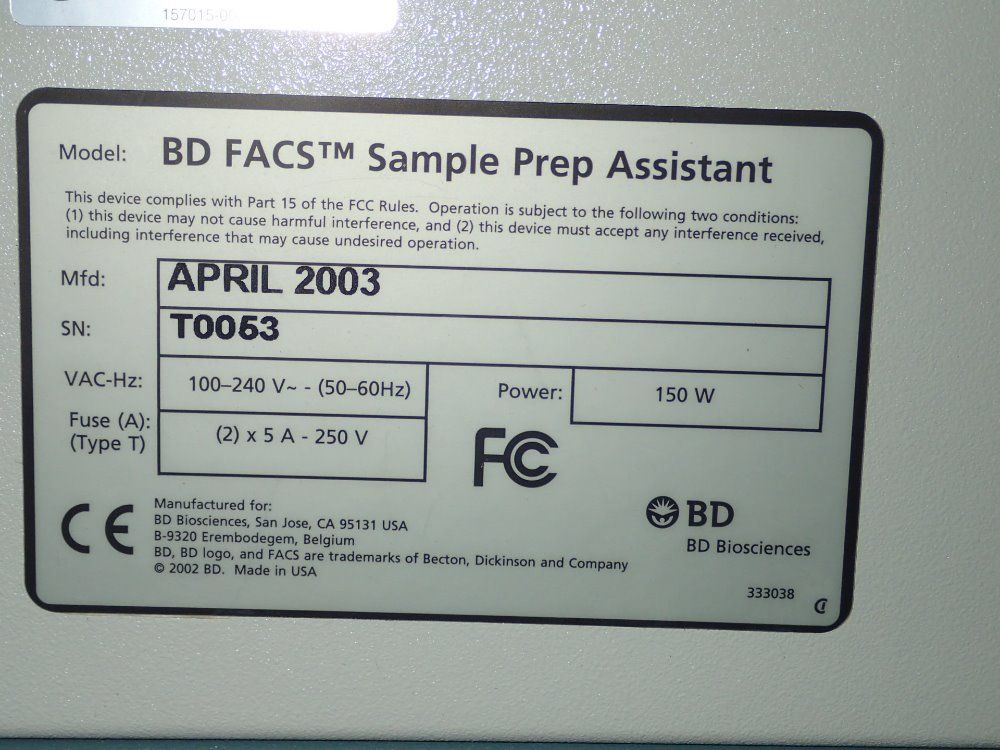 157015-0
Model: BD FACS™ Sample Prep Assistant
This device complies with Part 15 of the FCC Rules. Operation is subject to the following two conditions:
(1) this device may not cause harmful interference, and (2) this device must accept any interference received,
including interference that may cause undesired operation.
Mfd: APRIL 2003
SN: T0053
VAC-Hz: 100–240 V~ - (50–60Hz) Power: 150 W
Fuse (A): (2) x 5 A - 250 V
(Type T)
FC
CE
Manufactured for:
BD Biosciences, San Jose, CA 95131 USA
B-9320 Erembodegem, Belgium
BD, BD logo, and FACS are trademarks of Becton, Dickinson and Company
© 2002 BD. Made in USA
BD
BD Biosciences
333038